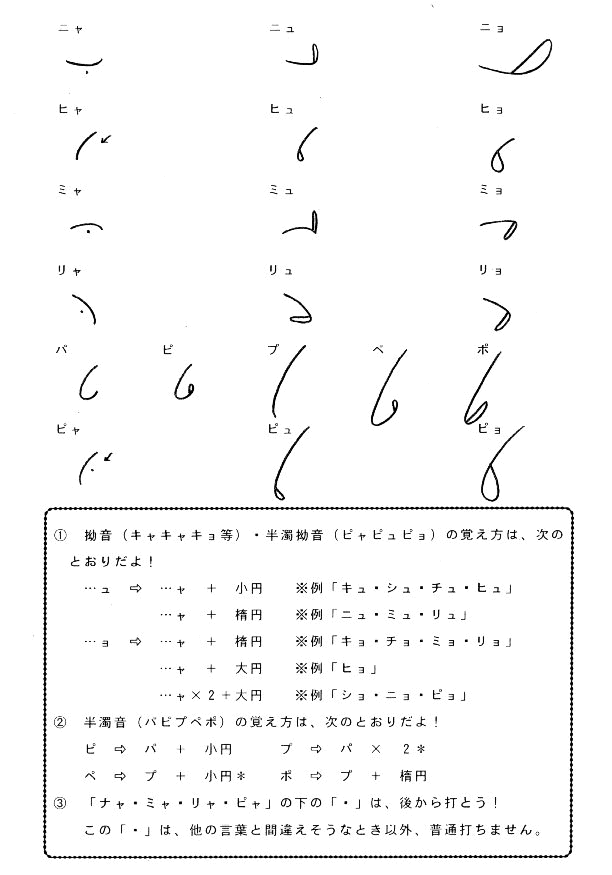 ニャ ニュ ニョ
ヒャ ヒュ ヒョ
ミャ ミュ ミョ
リャ リュ リョ
パ ピ プ ペ ポ
ピャ ピュ ピョ
① 拗音（キャキャキョ等）・半濁拗音（ピャピュピョ）の覚え方は、次の
とおりだよ！
…ュ ⇨ …ャ ＋ 小円 ※例「キュ・シュ・チュ・ヒュ」
…ャ ＋ 楕円 ※例「ニュ・ミュ・リュ」
…ョ ⇨ …ャ ＋ 楕円 ※例「キョ・チョ・ミョ・リョ」
…ャ ＋ 大円 ※例「ヒョ」
…ャ×２＋大円 ※例「ショ・ニョ・ピョ」
② 半濁音（パピプペポ）の覚え方は、次のとおりだよ！
ピ ⇨ パ ＋ 小円 プ ⇨ パ × ２＊
ペ ⇨ プ ＋ 小円＊ ポ ⇨ プ ＋ 楕円
③ 「チャ・ミャ・リャ・ピャ」の下の「・」は、後から打とう！
この「・」は、他の言葉と間違えそうなとき以外、普通打ちません。